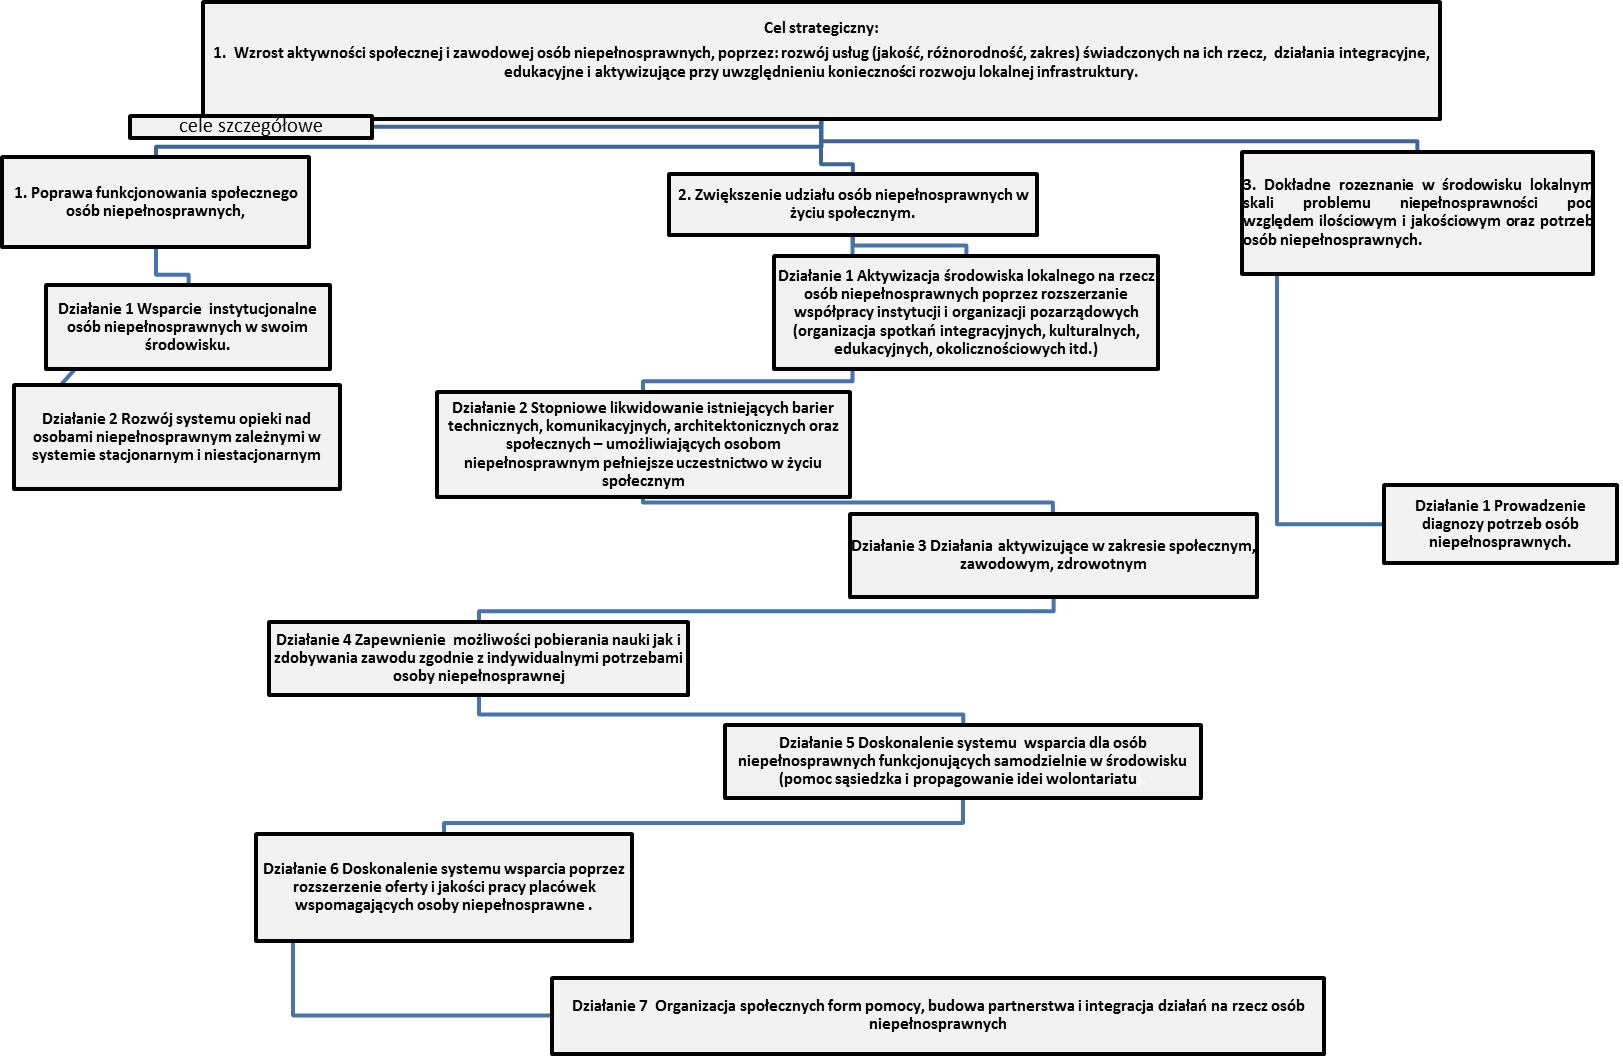 Cel strategiczny:
1. Wzrost aktywności społecznej i zawodowej osób niepełnosprawnych, poprzez: rozwój usług (jakość, różnorodność, zakres) świadczonych na ich rzecz, działania integracyjne,
edukacyjne i aktywizujące przy uwzględnieniu konieczności rozwoju lokalnej infrastruktury.
cele szczegółowe
1. Poprawa funkcjonowania społecznego
osób niepełnosprawnych,
Działanie 1 Wsparcie instytucjonalne
osób niepełnosprawnych w swoim
środowisku.
Działanie 2 Rozwój systemu opieki nad
osobami niepełnosprawnym zależnymi w
systemie stacjonarnym i niestacjonarnym
2. Zwiększenie udziału osób niepełnosprawnych w
życiu społecznym.
Działanie 1 Aktywizacja środowiska lokalnego na rzecz
osób niepełnosprawnych poprzez rozszerzanie
współpracy instytucji i organizacji pozarządowych
(organizacja spotkań integracyjnych, kulturalnych,
edukacyjnych, okolicznościowych itd.)
Działanie 2 Stopniowe likwidowanie istniejących barier
technicznych, komunikacyjnych, architektonicznych oraz
społecznych – umożliwiających osobom
niepełnosprawnym pełniejsze uczestnictwo w życiu
społecznym
Działanie 3 Działania aktywizujące w zakresie społecznym,
zawodowym, zdrowotnym
Działanie 4 Zapewnienie możliwości pobierania nauki jak i
zdobywania zawodu zgodnie z indywidualnymi potrzebami
osoby niepełnosprawnej
Działanie 5 Doskonalenie systemu wsparcia dla osób
niepełnosprawnych funkcjonujących samodzielnie w środowisku
(pomoc sąsiedzka i propagowanie idei wolontariatu
Działanie 6 Doskonalenie systemu wsparcia poprzez
rozszerzenie oferty i jakości pracy placówek
wspomagających osoby niepełnosprawne .
Działanie 7 Organizacja społecznych form pomocy, budowa partnerstwa i integracja działań na rzecz osób
niepełnosprawnych
3. Dokładne rozeznanie w środowisku lokalnym
skali problemu niepełnosprawności pod
względem ilościowym i jakościowym oraz potrzeb
osób niepełnosprawnych.
Działanie 1 Prowadzenie
diagnozy potrzeb osób
niepełnosprawnych.